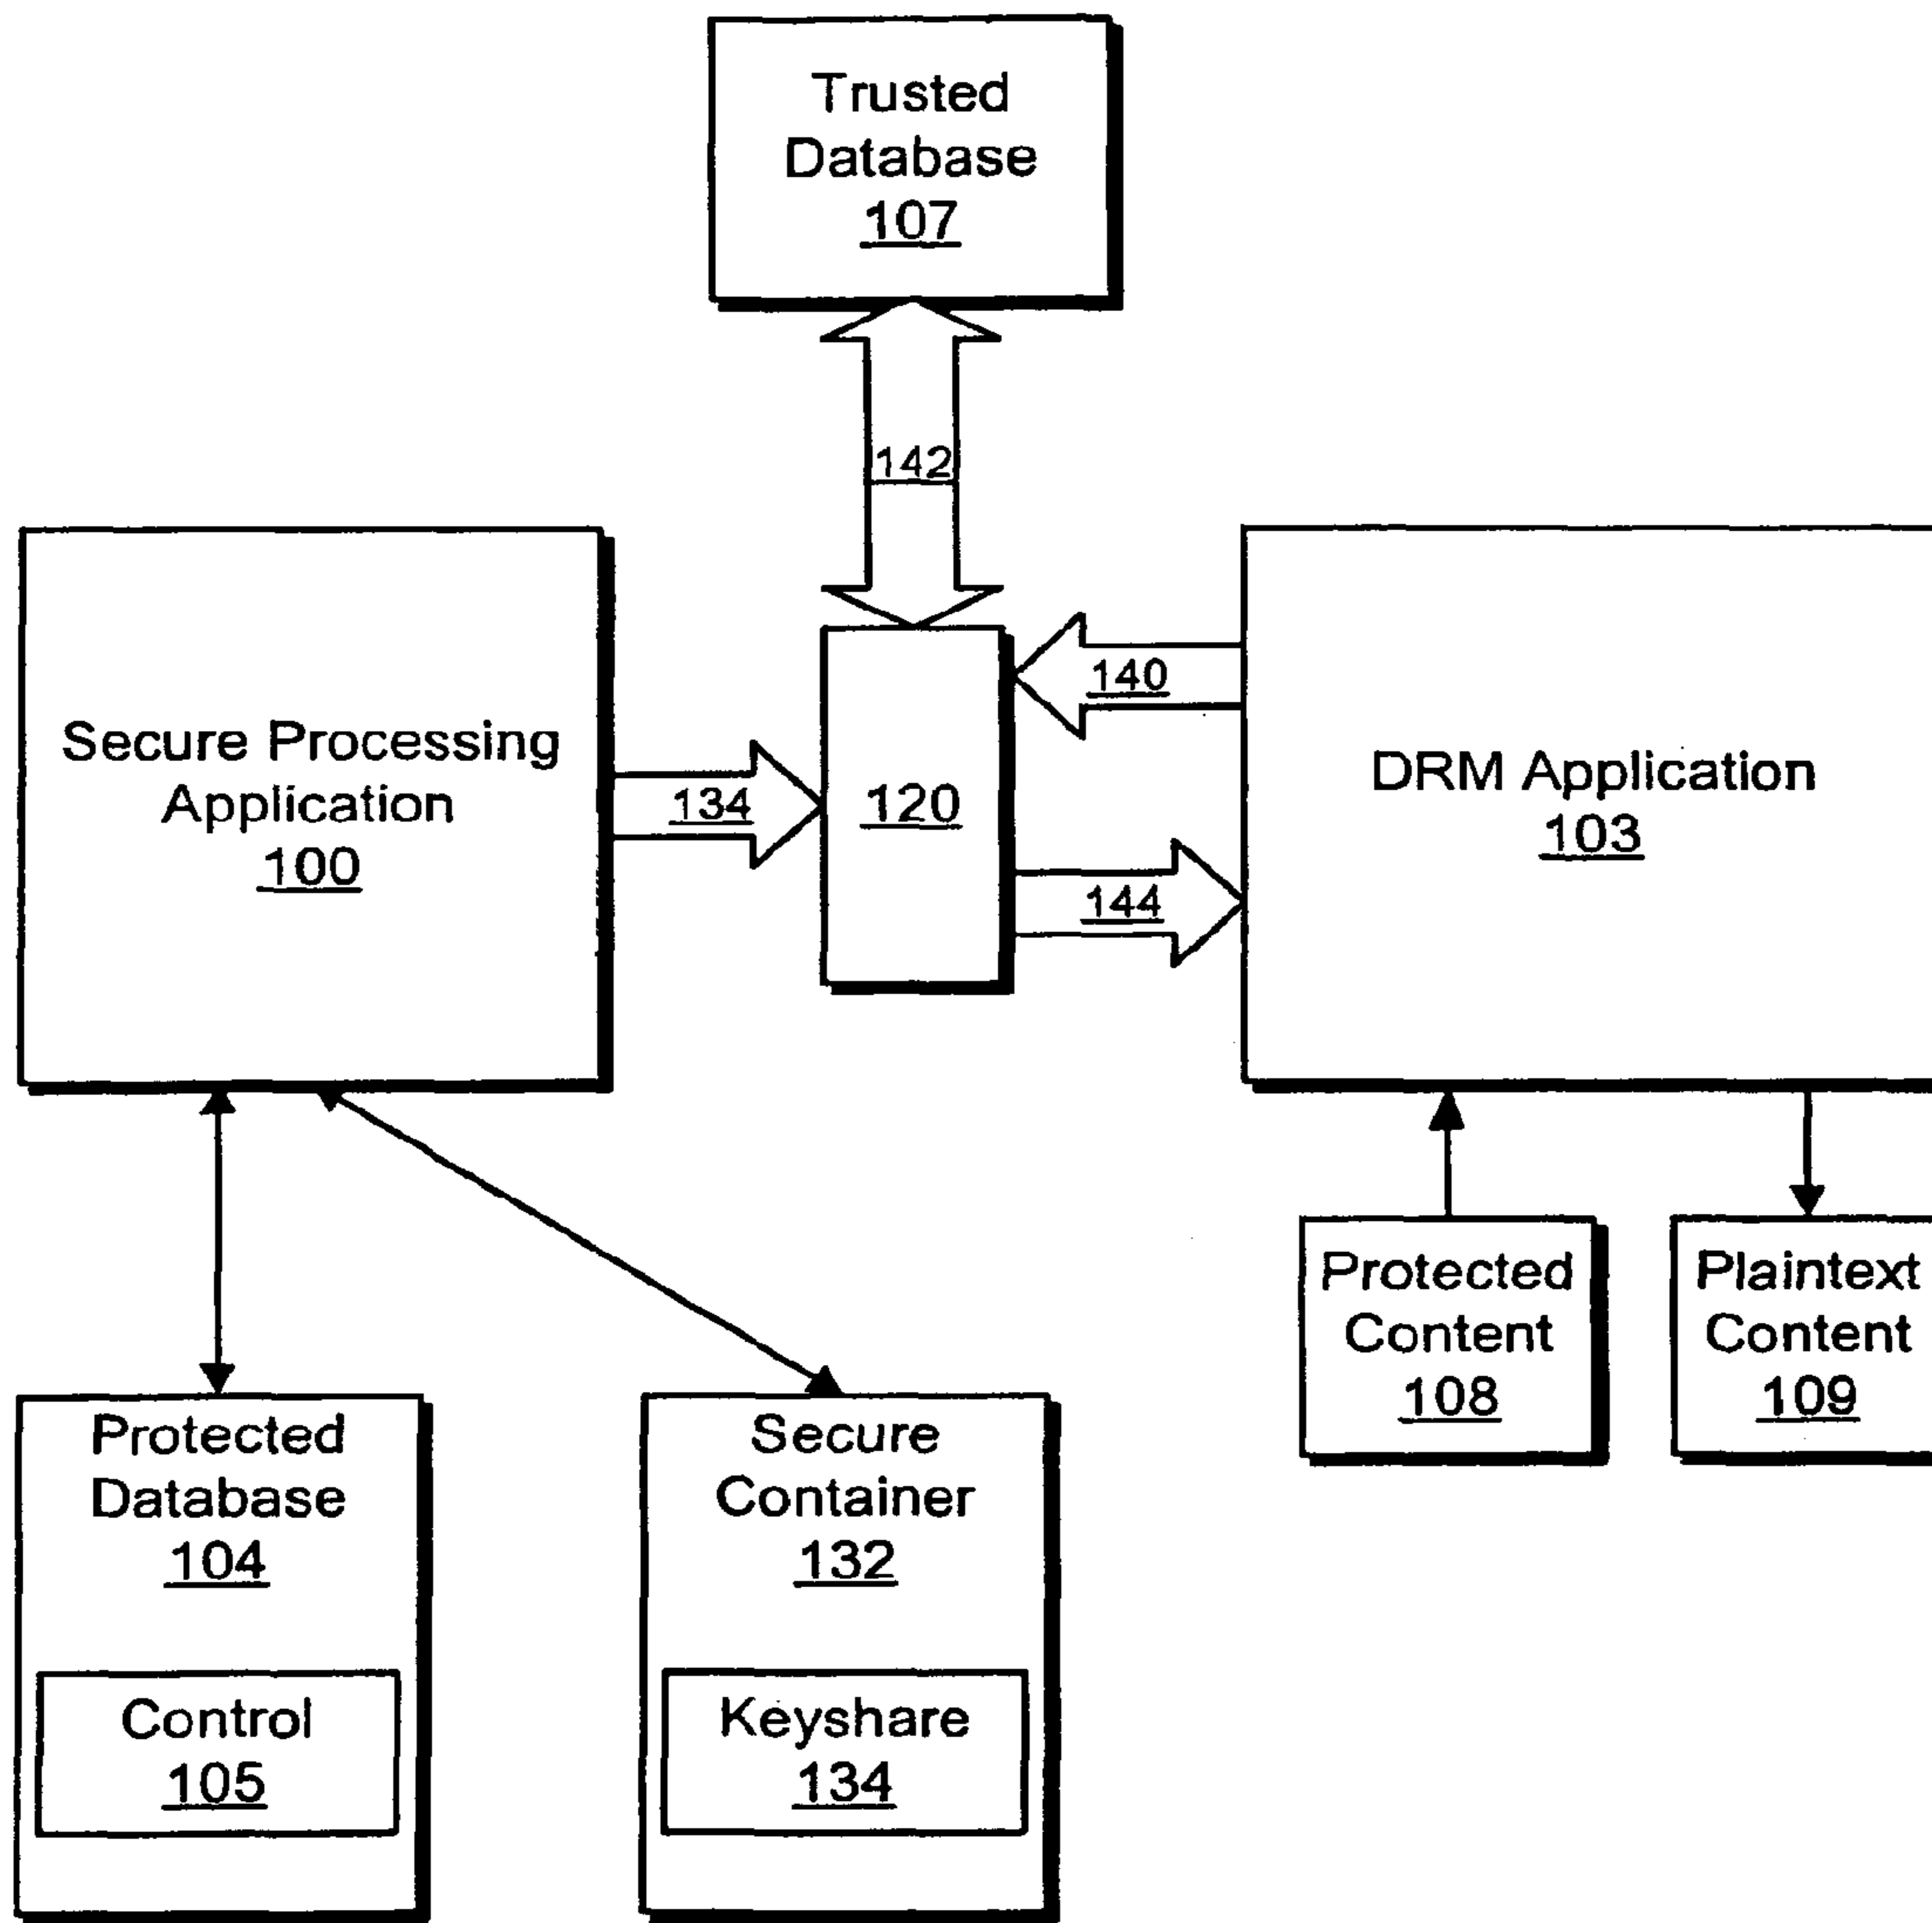 Trusted
Database
107
142
Secure Processing
Application
100
134
120
140
144
DRM Application
103
Protected
Content
108
Plaintext
Content
109
Protected
Database
104
Control
105
Secure
Container
132
Keyshare
134